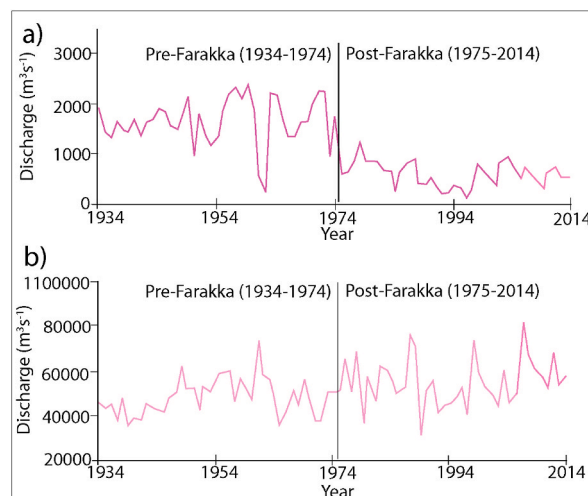 a)
Pre-Farakka (1934-1974) Post-Farakka (1975-2014)
Discharge (m³s⁻¹)
3000
2000
1000
0
1934 1954 1974 1994 2014
Year
b)
1100000
Pre-Farakka (1934-1974) Post-Farakka (1975-2014)
Discharge (m³s⁻¹)
80000
60000
40000
20000
1934 1954 1974 1994 2014
Year